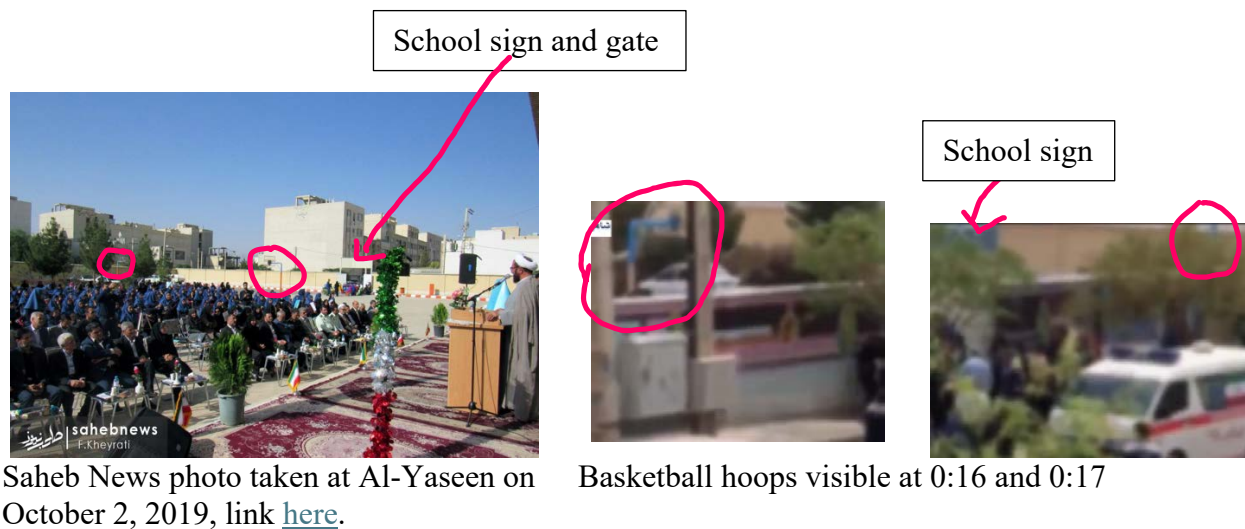 School sign and gate
School sign
sahebnews
F.Kheyrati
Saheb News photo taken at Al-Yaseen on
October 2, 2019, link here.
Basketball hoops visible at 0:16 and 0:17